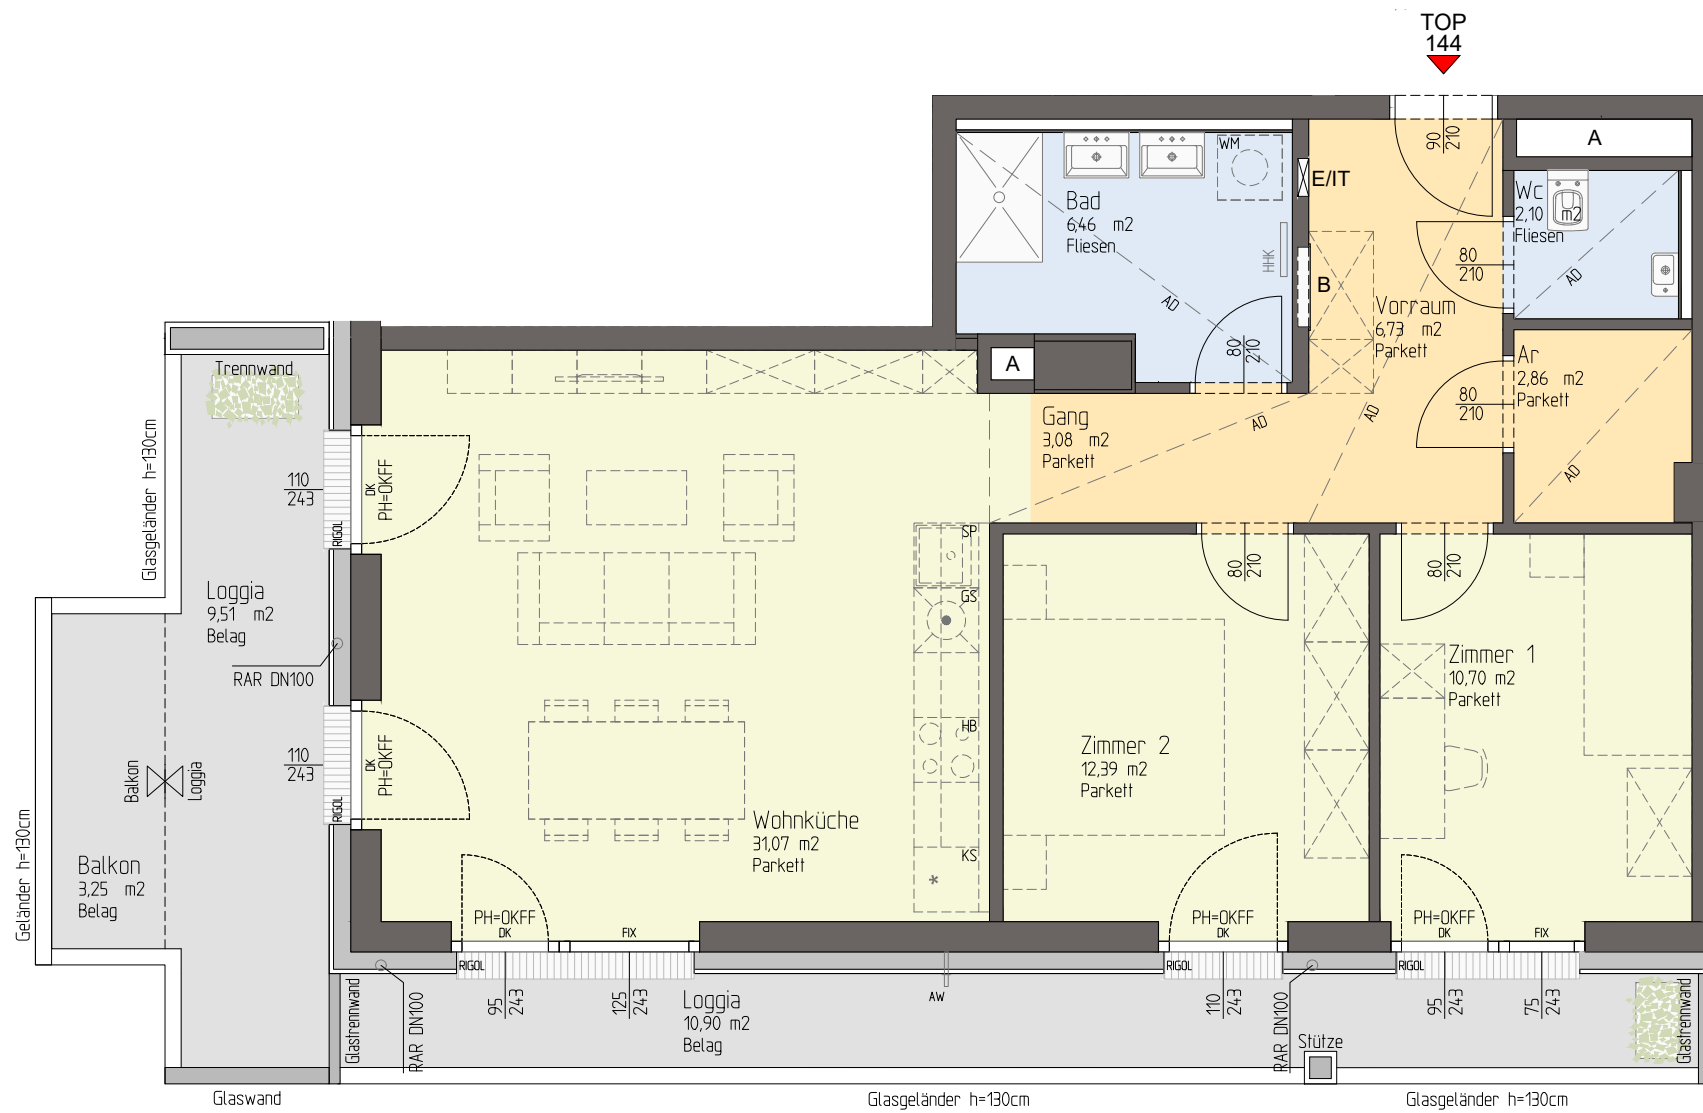 TOP
144
90
210
A
WM
E/IT
Bad
6,46 m2
Fliesen
HHK
AD
B
Wc
2,10 m2
Fliesen
80
210
AD
Vorraum
6,73 m2
Parkett
80
210
A
Ar
2,86 m2
Parkett
80
210
AD
Gang
3,08 m2
Parkett
AD
AD
Trennwand
Glasgeländer h=130cm
110
243
RIGOL
DK
PH=OKFF
Loggia
9,51 m2
Belag
RAR DN100
SP
GS
HB
KS
*
80
210
80
210
Zimmer 1
10,70 m2
Parkett
Zimmer 2
12,39 m2
Parkett
110
243
RIGOL
DK
PH=OKFF
Balkon
Loggia
Wohnküche
31,07 m2
Parkett
Geländer h=130cm
Balkon
3,25 m2
Belag
PH=OKFF
DK
FIX
PH=OKFF
DK
PH=OKFF
DK
FIX
RIGOL
RIGOL
RIGOL
Glastrennwand
RAR DN100
95
243
125
243
Loggia
10,90 m2
Belag
AW
110
243
RAR DN100
Stütze
95
243
75
243
Glastrennwand
Glaswand
Glasgeländer h=130cm
Glasgeländer h=130cm